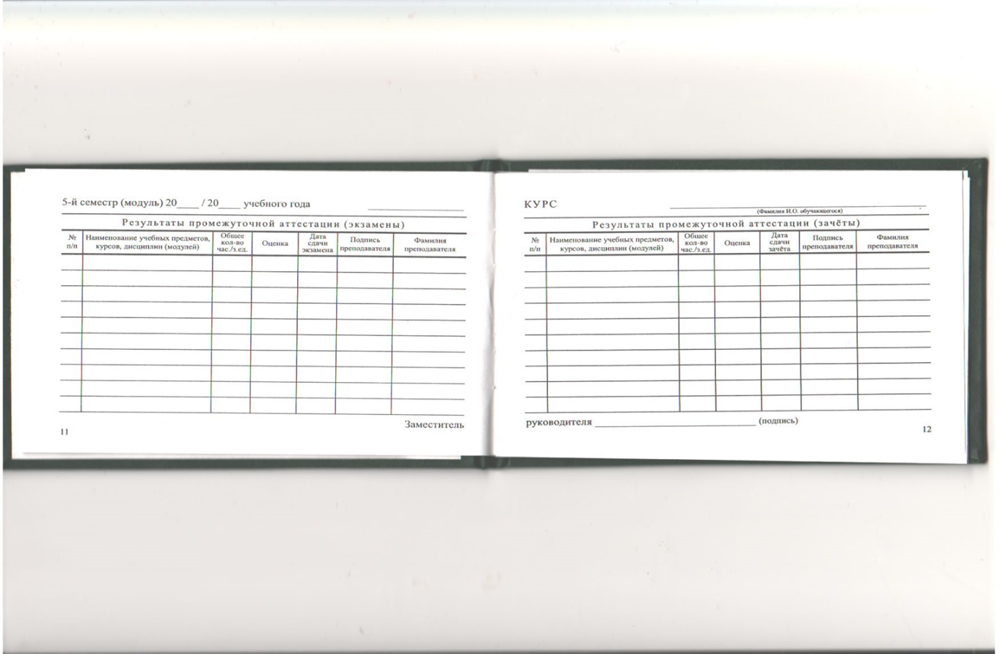 5-й семестр (модуль) 20____ / 20____ учебного года ____________
Результаты промежуточной аттестации (экзамены)
№ п/п
Наименование учебных предметов, курсов, дисциплин (модулей)
Общее кол-во час./з.ед.
Оценка
Дата сдачи экзамена
Подпись преподавателя
Фамилия преподавателя
Заместитель
11
КУРС
(Фамилия И.О. обучающегося)
Результаты промежуточной аттестации (зачёты)
№ п/п
Наименование учебных предметов, курсов, дисциплин (модулей)
Общее кол-во час./з.ед.
Оценка
Дата сдачи зачёта
Подпись преподавателя
Фамилия преподавателя
руководителя ____________ (подпись)
12